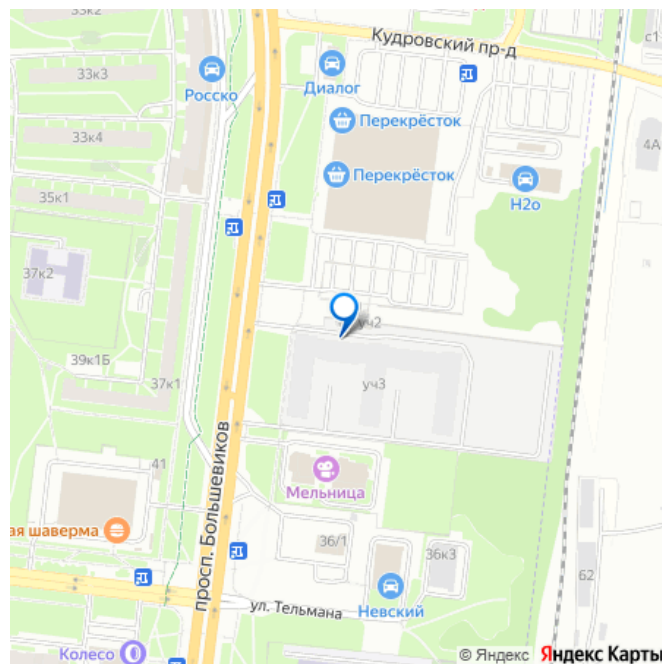 33к2
Кудровский пр-д
с1
33к3
Росско
Диалог
Перекрёсток
33к4
4А
Перекрёсток
35к1
Н2о
37к2
уч2
39к1Б
37к1
уч3
просп. Большевиков
41
Мельница
ая шаверма
36/1
36к3
62
ул. Тельмана
Невский
Колесо
© Яндекс Яндекс Карты